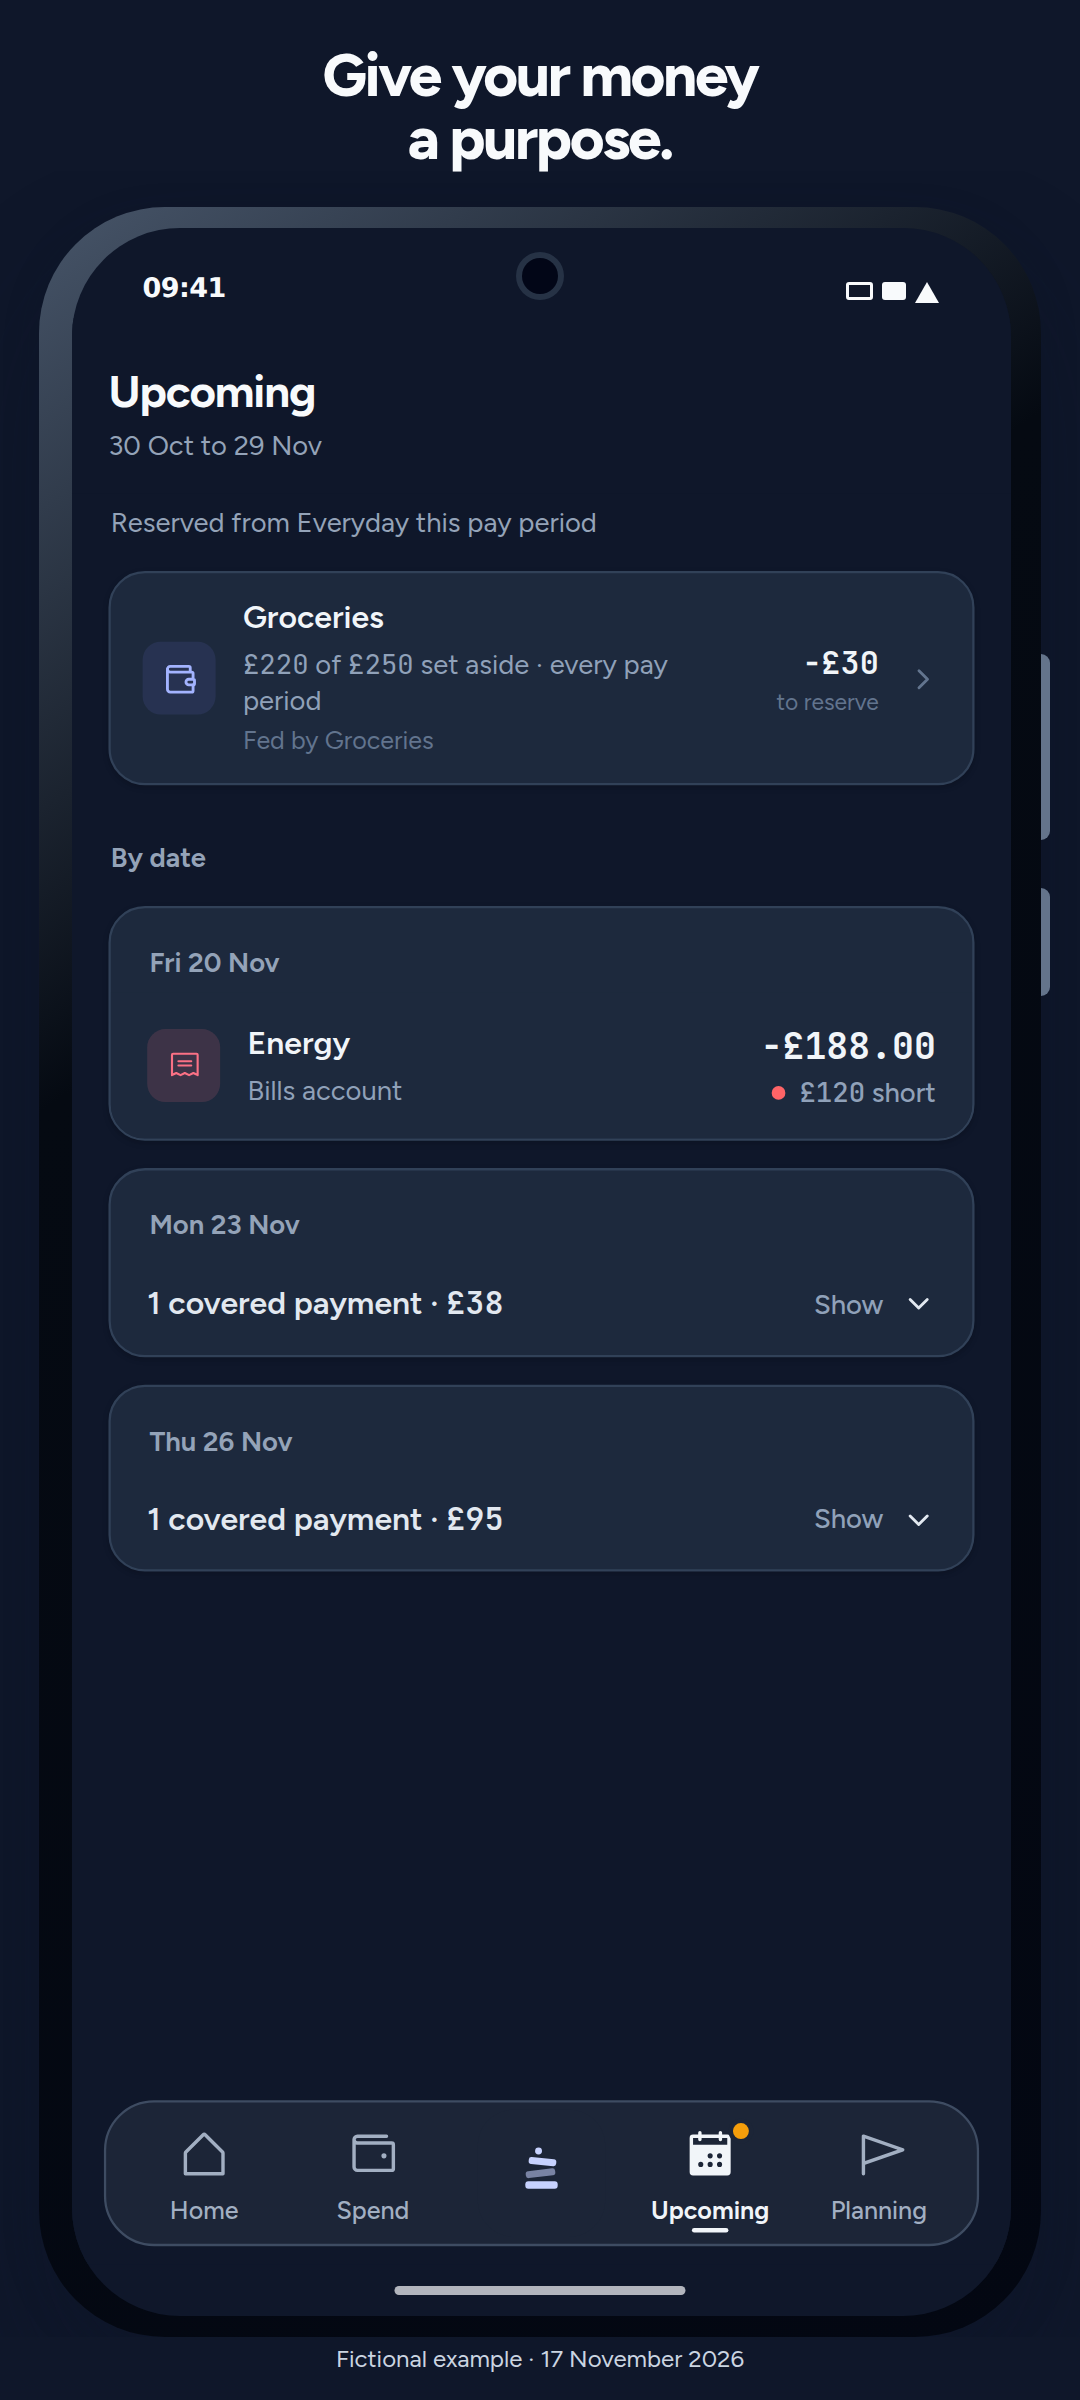 Give your money
a purpose.
09:41
Upcoming
30 Oct to 29 Nov
Reserved from Everyday this pay period
Groceries
£220 of £250 set aside · every pay
period
Fed by Groceries
-£30
to reserve
By date
Fri 20 Nov
Energy
-£188.00
Bills account
£120 short
Mon 23 Nov
1 covered payment · £38
Show
Thu 26 Nov
1 covered payment · £95
Show
Home
Spend
Upcoming
Planning
Fictional example · 17 November 2026